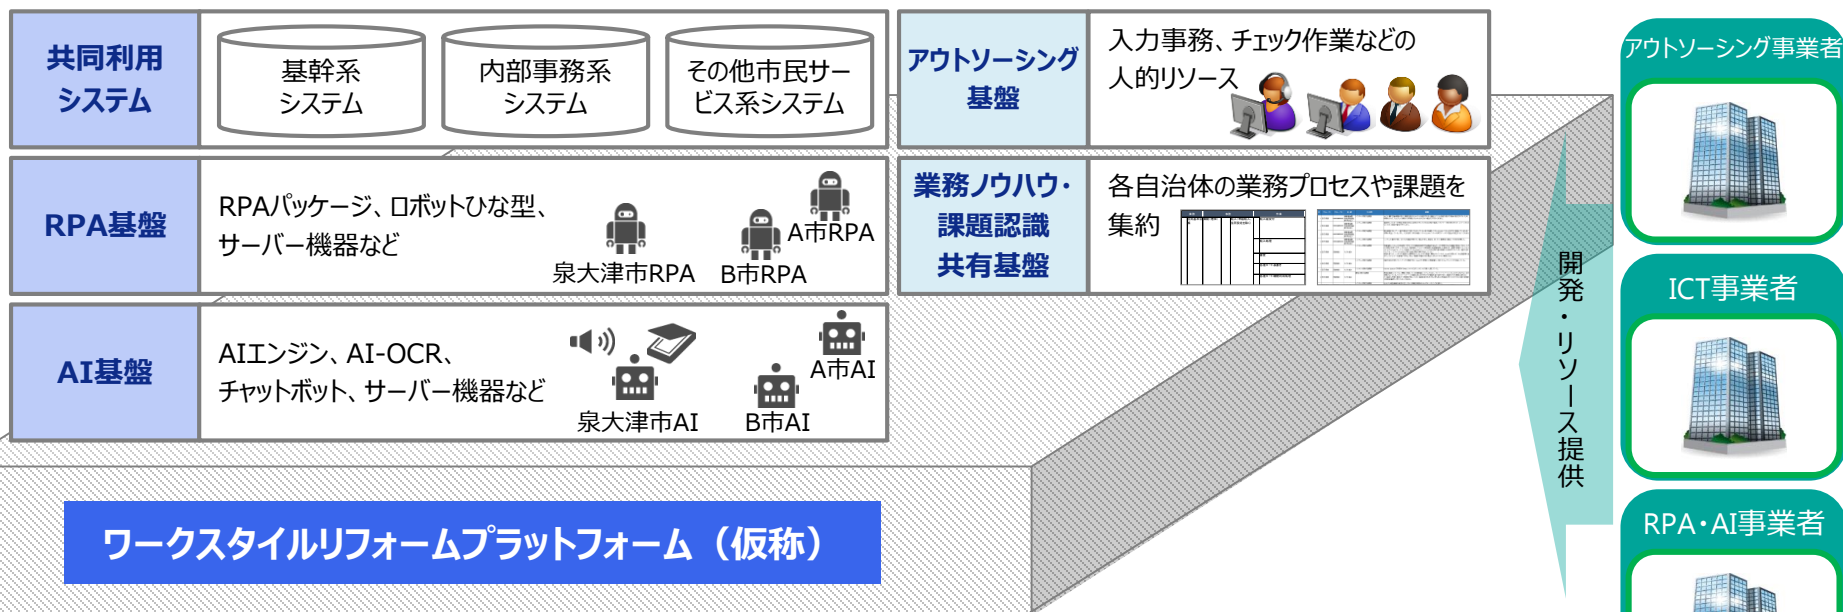 共同利用
システム
基幹系
システム
内部事務系
システム
その他市民サー
ビス系システム
RPA基盤
RPAパッケージ、ロボットひな型、
サーバー機器など
泉大津市RPA
B市RPA
A市RPA
AI基盤
AIエンジン、AI-OCR、
チャットボット、サーバー機器など
泉大津市AI
B市AI
A市AI
アウトソーシング
基盤
入力事務、チェック作業などの
人的リソース
業務ノウハウ・
課題認識
共有基盤
各自治体の業務プロセスや課題を
集約
ワークスタイルリフォームプラットフォーム（仮称）
開発・リソース提供
アウトソーシング事業者
ICT事業者
RPA・AI事業者